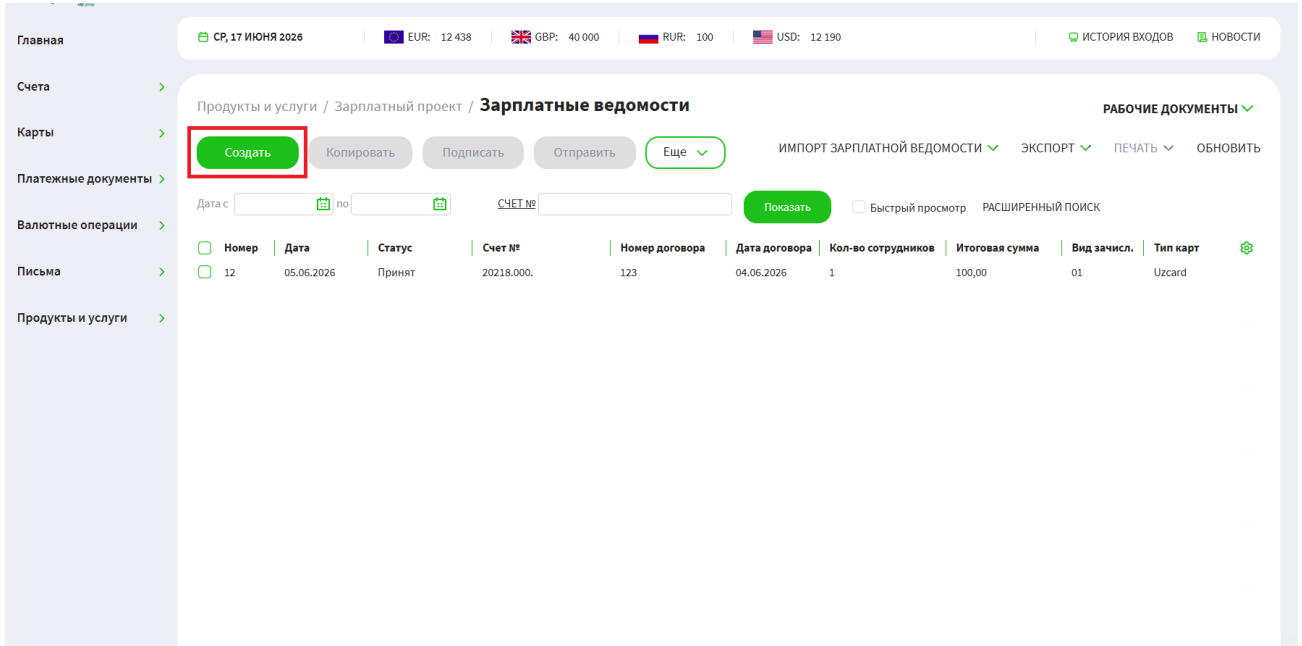 Главная
СР, 17 ИЮНЯ 2026 EUR: 12 438 GBP: 40 000 RUR: 100 USD: 12 190 ИСТОРИЯ ВХОДОВ НОВОСТИ
Счета
Продукты и услуги / Зарплатный проект / Зарплатные ведомости РАБОЧИЕ ДОКУМЕНТЫ
Карты
Создать Копировать Подписать Отправить Еще ИМПОРТ ЗАРПЛАТНОЙ ВЕДОМОСТИ ЭКСПОРТ ПЕЧАТЬ ОБНОВИТЬ
Платежные документы
Дата с по СЧЕТ № Показать Быстрый просмотр РАСШИРЕННЫЙ ПОИСК
Валютные операции
Номер Дата Статус Счет № Номер договора Дата договора Кол-во сотрудников Итоговая сумма Вид зачисл. Тип карт
Письма
12 05.06.2026 Принят 20218.000. 123 04.06.2026 1 100,00 01 Uzcard
Продукты и услуги